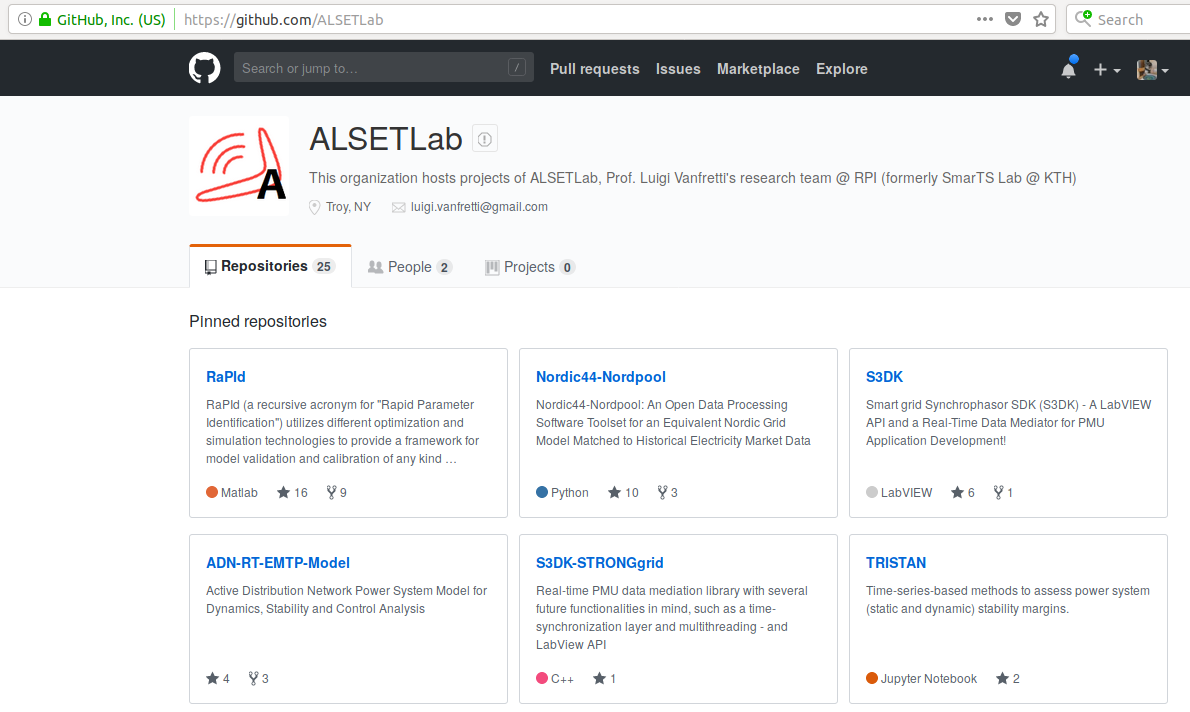 GitHub, Inc. (US) https://github.com/ALSETLab Search
Search or jump to… / Pull requests Issues Marketplace Explore
A
ALSETLab
This organization hosts projects of ALSETLab, Prof. Luigi Vanfretti's research team @ RPI (formerly SmarTS Lab @ KTH)
Troy, NY luigi.vanfretti@gmail.com
Repositories 25 People 2 Projects 0
Pinned repositories
RaPId
RaPId (a recursive acronym for "Rapid Parameter
Identification") utilizes different optimization and
simulation technologies to provide a framework for
model validation and calibration of any kind …
Matlab 16 9
Nordic44-Nordpool
Nordic44-Nordpool: An Open Data Processing
Software Toolset for an Equivalent Nordic Grid
Model Matched to Historical Electricity Market Data
Python 10 3
S3DK
Smart grid Synchrophasor SDK (S3DK) - A LabVIEW
API and a Real-Time Data Mediator for PMU
Application Development!
LabVIEW 6 1
ADN-RT-EMTP-Model
Active Distribution Network Power System Model for
Dynamics, Stability and Control Analysis
4 3
S3DK-STRONGgrid
Real-time PMU data mediation library with several
future functionalities in mind, such as a time-
synchronization layer and multithreading - and
LabView API
C++ 1
TRISTAN
Time-series-based methods to assess power system
(static and dynamic) stability margins.
Jupyter Notebook 2